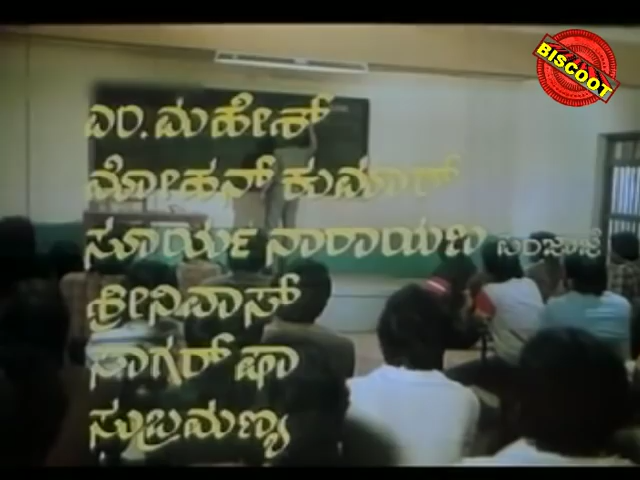 ಎಂ. ಮಹೇಶ್
ಮೋಹನ್ ಕುಮಾರ್
ಸೂರ್ಯ ನಾರಾಯಣ
ಶ್ರೀನಿವಾಸ್
ಸಾಗರ್ ಷಾ
ಸುಬ್ರಮಣ್ಯ
BISCOOT